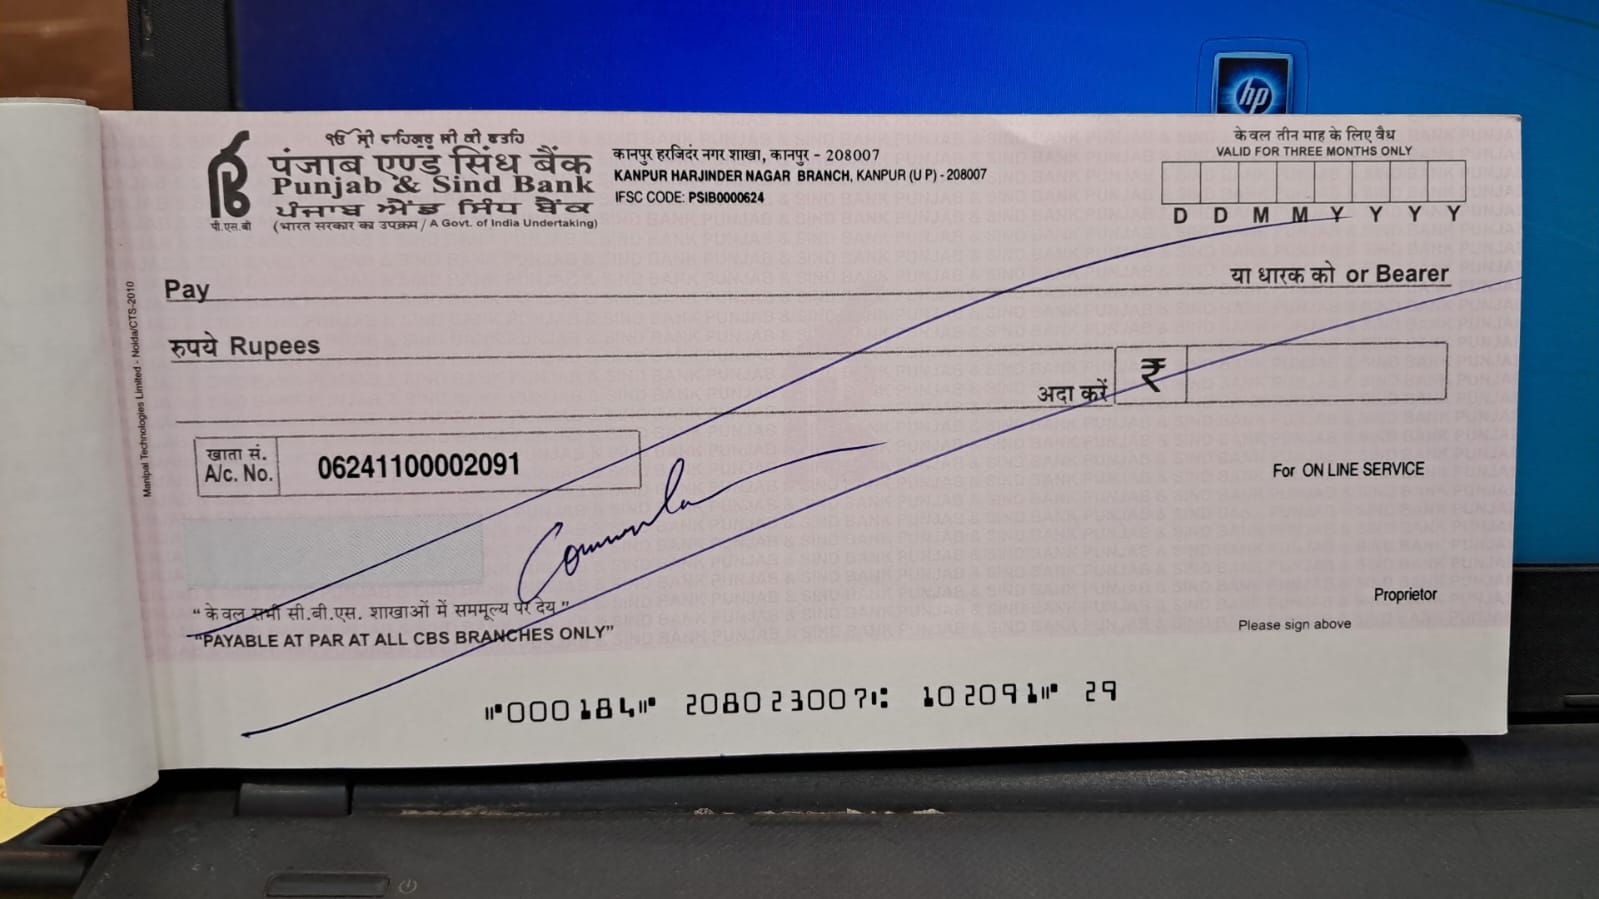 hp
ੴ ਸ੍ਰੀ ਵਾਹਿਗੁਰੂ ਜੀ ਕੀ ਫਤਹਿ
पंजाब एण्ड सिंध बैंक
Punjab & Sind Bank
ਪੰਜਾਬ ਐਂਡ ਸਿੰਧ ਬੈਂਕ
(भारत सरकार का उपक्रम / A Govt. of India Undertaking)
पी.एस.बी
कानपुर हरजिदंर नगर शाखा, कानपुर - 208007
KANPUR HARJINDER NAGAR BRANCH, KANPUR (U P) - 208007
IFSC CODE: PSIB0000624
केवल तीन माह के लिए वैध
VALID FOR THREE MONTHS ONLY
D D M M Y Y Y Y
Pay
या धारक को or Bearer
रुपये Rupees
अदा करें ₹
खाता सं.
A/c. No. 06241100002091
For ON LINE SERVICE
Proprietor
Please sign above
"केवल सभी सी.बी.एस. शाखाओं में सममूल्य पर देय"
"PAYABLE AT PAR AT ALL CBS BRANCHES ONLY"
Manipal Technologies Limited - Noida/CTS-2010
⑈000184⑈ 208023007⑆ 102091⑈ 29